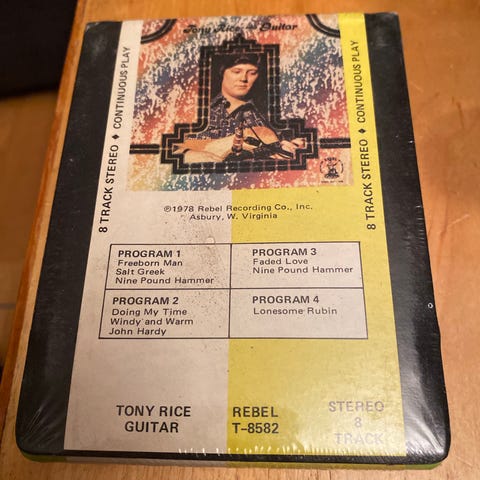 Tony Rice Guitar
8 TRACK STEREO ♦ CONTINUOUS PLAY
8 TRACK STEREO ♦ CONTINUOUS PLAY
℗1978 Rebel Recording Co., Inc.
Asbury, W. Virginia
PROGRAM 1
Freeborn Man
Salt Greek
Nine Pound Hammer
PROGRAM 3
Faded Love
Nine Pound Hammer
PROGRAM 2
Doing My Time
Windy and Warm
John Hardy
PROGRAM 4
Lonesome Rubin
TONY RICE
GUITAR
REBEL
T-8582
STEREO
8
TRACK